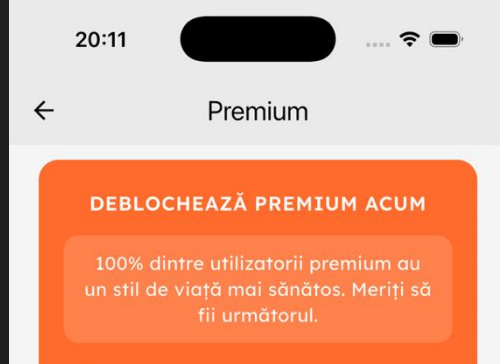 20:11
Premium
DEBLOCHEAZĂ PREMIUM ACUM
100% dintre utilizatorii premium au
un stil de viață mai sănătos. Meriți să
fii următorul.